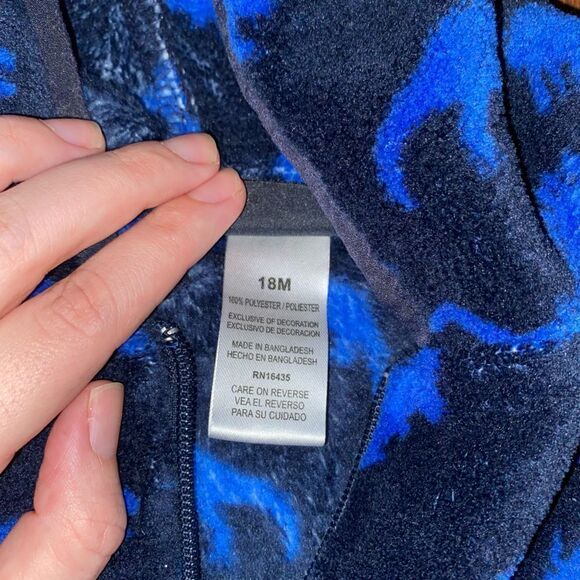 18M
100% POLYESTER / POLIESTER
EXCLUSIVE OF DECORATION
EXCLUSIVO DE DECORACIÓN
MADE IN BANGLADESH
HECHO EN BANGLADESH
RN16435
CARE ON REVERSE
VEA EL REVERSO
PARA SU CUIDADO